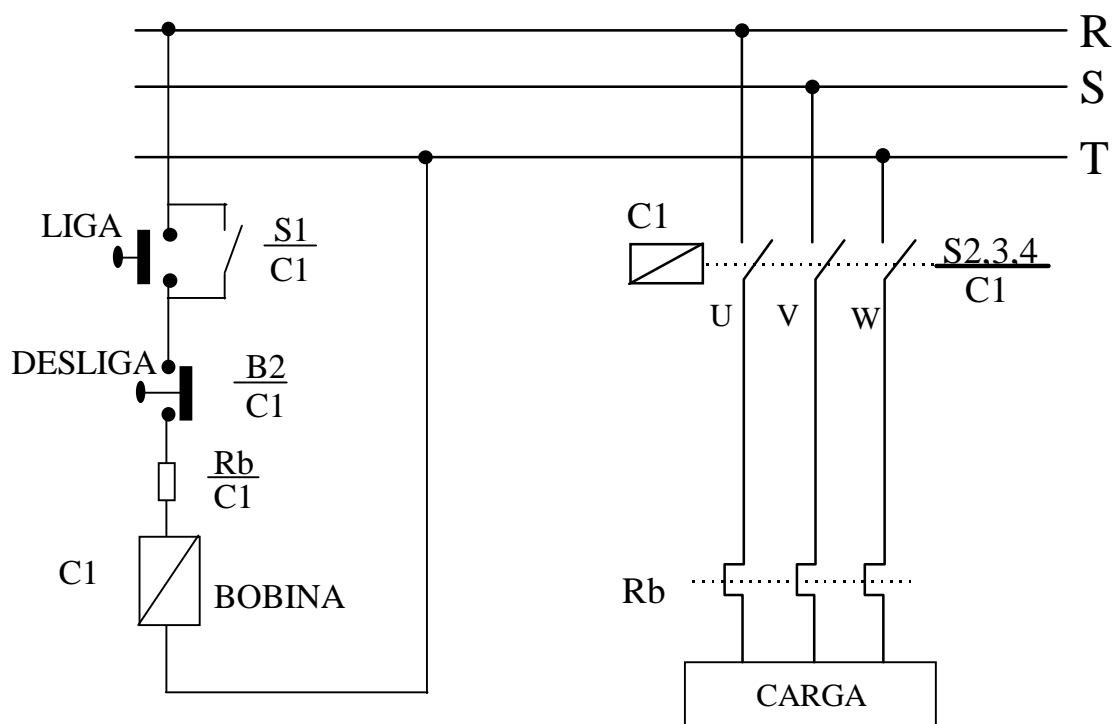 R
S
T
LIGA
S1
C1
C1
S2,3,4
C1
U V W
DESLIGA
B2
C1
Rb
C1
C1
BOBINA
Rb
CARGA